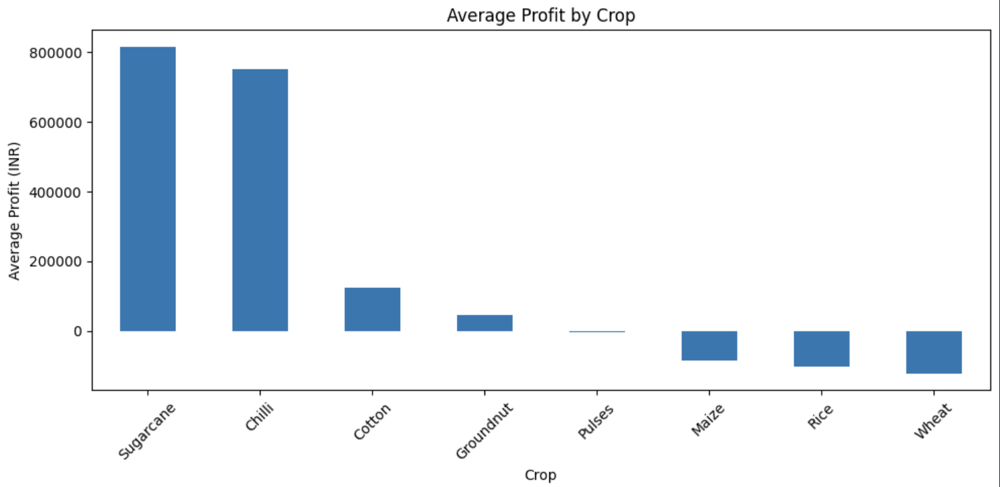 Average Profit by Crop
Average Profit (INR)
800000
600000
400000
200000
0
Sugarcane
Chilli
Cotton
Groundnut
Pulses
Maize
Rice
Wheat
Crop